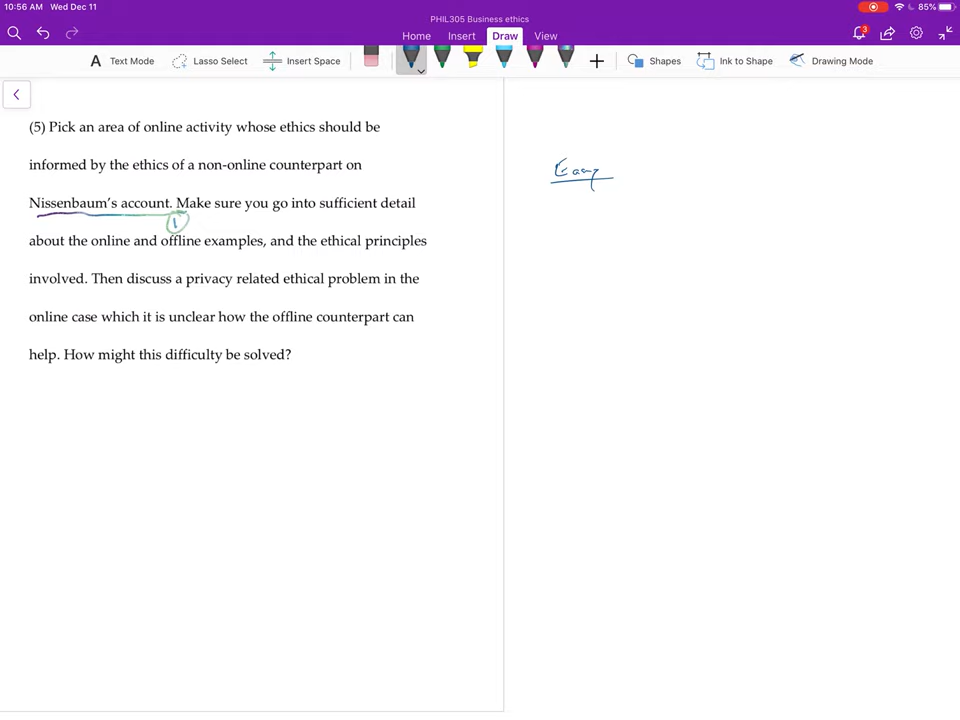 10:56 AM Wed Dec 11
85%
PHIL305 Business ethics
Home Insert Draw View
3
A Text Mode Lasso Select Insert Space Shapes Ink to Shape Drawing Mode
(5) Pick an area of online activity whose ethics should be
informed by the ethics of a non-online counterpart on
Nissenbaum's account. Make sure you go into sufficient detail
1
about the online and offline examples, and the ethical principles
involved. Then discuss a privacy related ethical problem in the
online case which it is unclear how the offline counterpart can
help. How might this difficulty be solved?